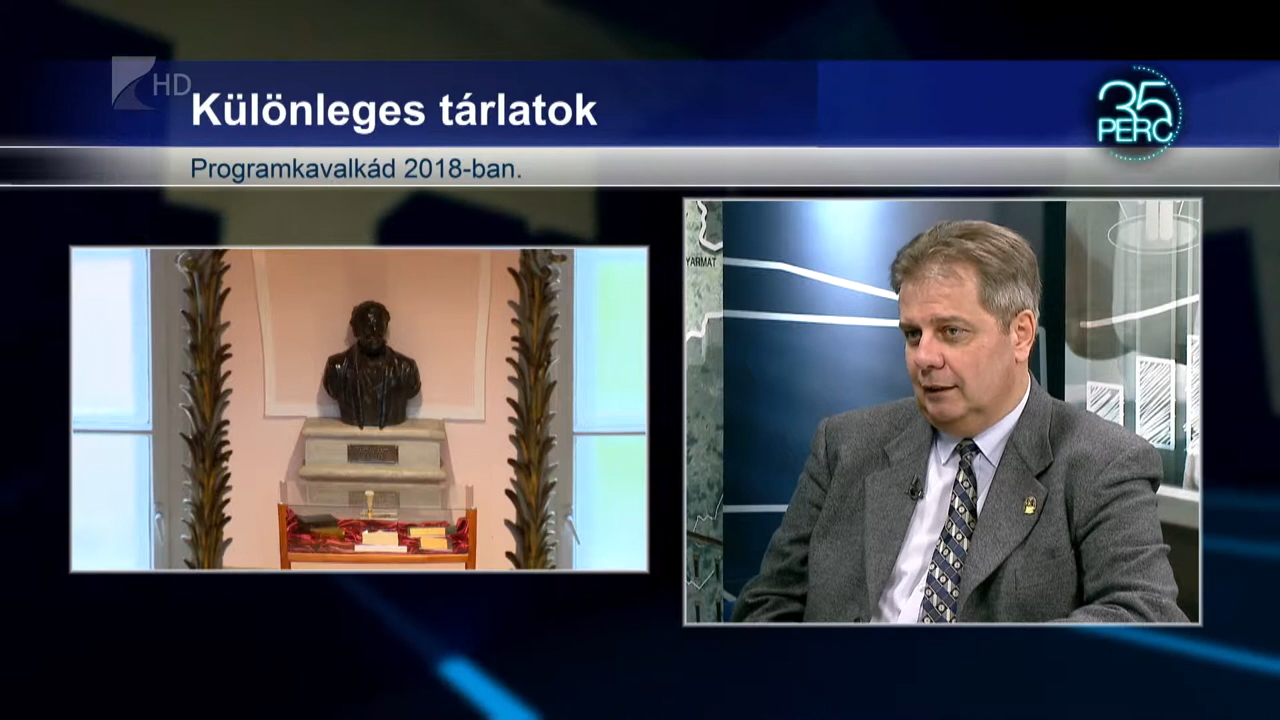 HD
Különleges tárlatok
35
PERC
Programkavalkád 2018-ban.
YARMAT